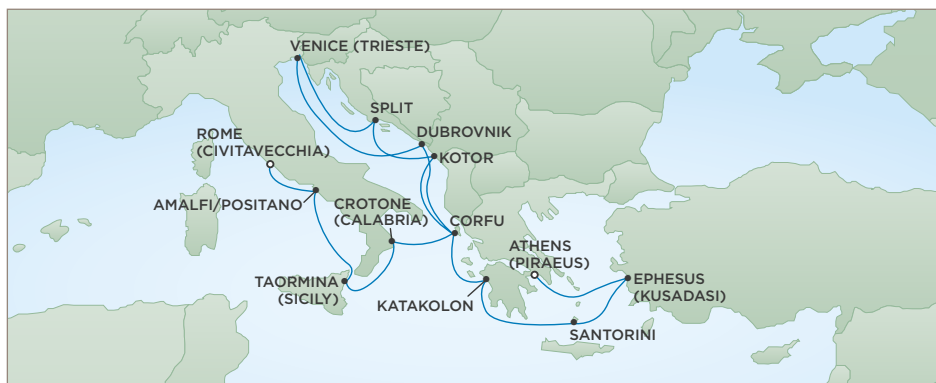 VENICE (TRIESTE)
SPLIT
DUBROVNIK
KOTOR
ROME
(CIVITAVECCHIA)
AMALFI/POSITANO
CROTONE
(CALABRIA)
CORFU
ATHENS
(PIRAEUS)
TAORMINA
(SICILY)
KATAKOLON
EPHESUS
(KUSADASI)
SANTORINI